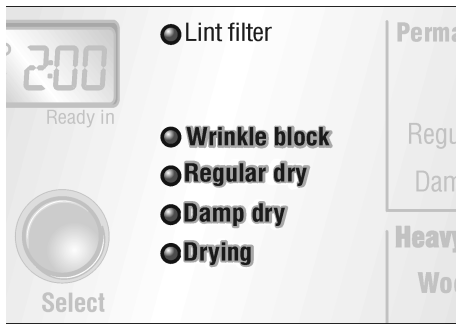 2:00
Ready in
Select
Lint filter
Wrinkle block
Regular dry
Damp dry
Drying